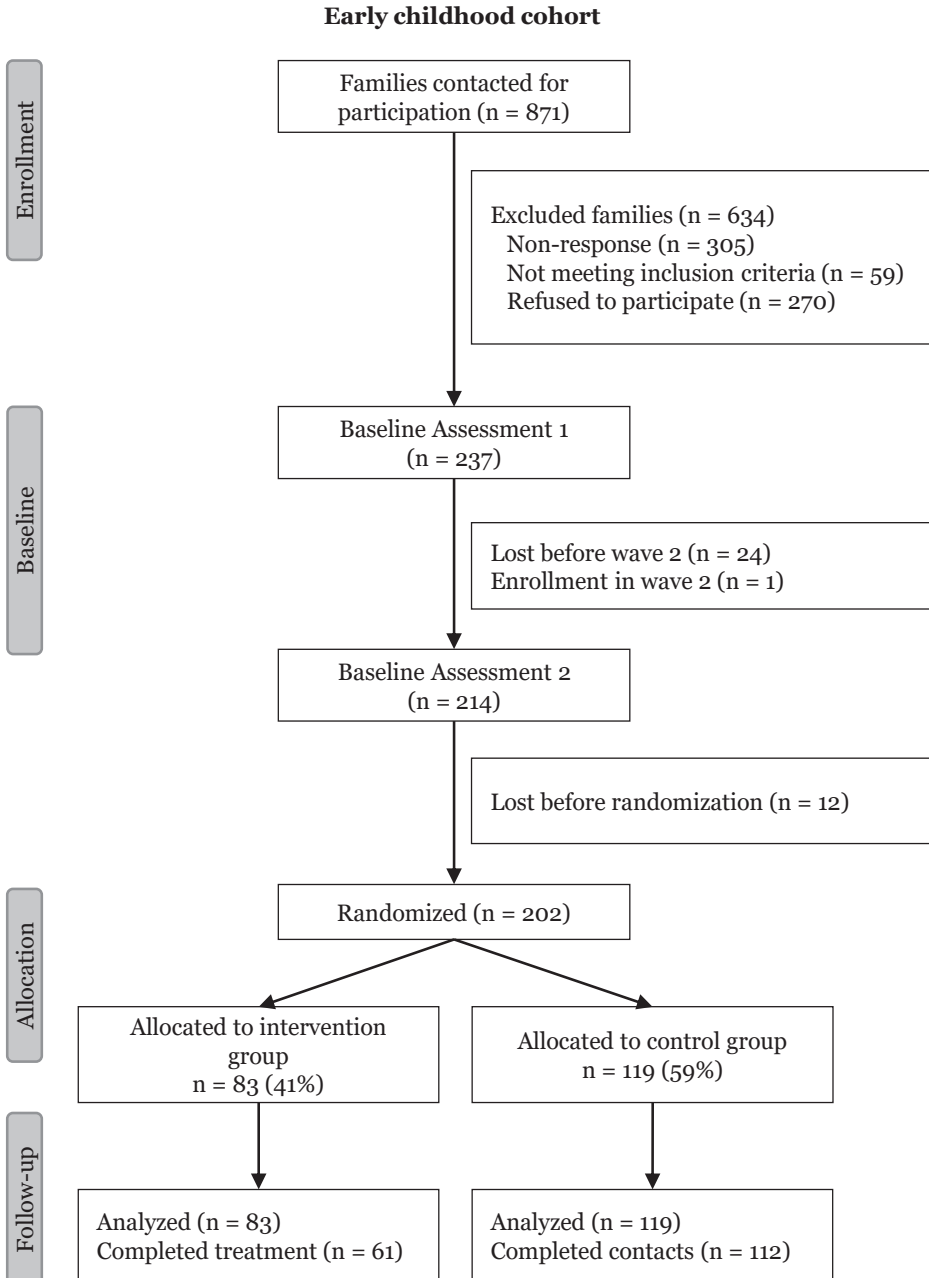 Early childhood cohort
Enrollment
Families contacted for
participation (n = 871)
Excluded families (n = 634)
Non-response (n = 305)
Not meeting inclusion criteria (n = 59)
Refused to participate (n = 270)
Baseline
Baseline Assessment 1
(n = 237)
Lost before wave 2 (n = 24)
Enrollment in wave 2 (n = 1)
Baseline Assessment 2
(n = 214)
Lost before randomization (n = 12)
Allocation
Randomized (n = 202)
Allocated to intervention
group
n = 83 (41%)
Allocated to control group
n = 119 (59%)
Follow-up
Analyzed (n = 83)
Completed treatment (n = 61)
Analyzed (n = 119)
Completed contacts (n = 112)